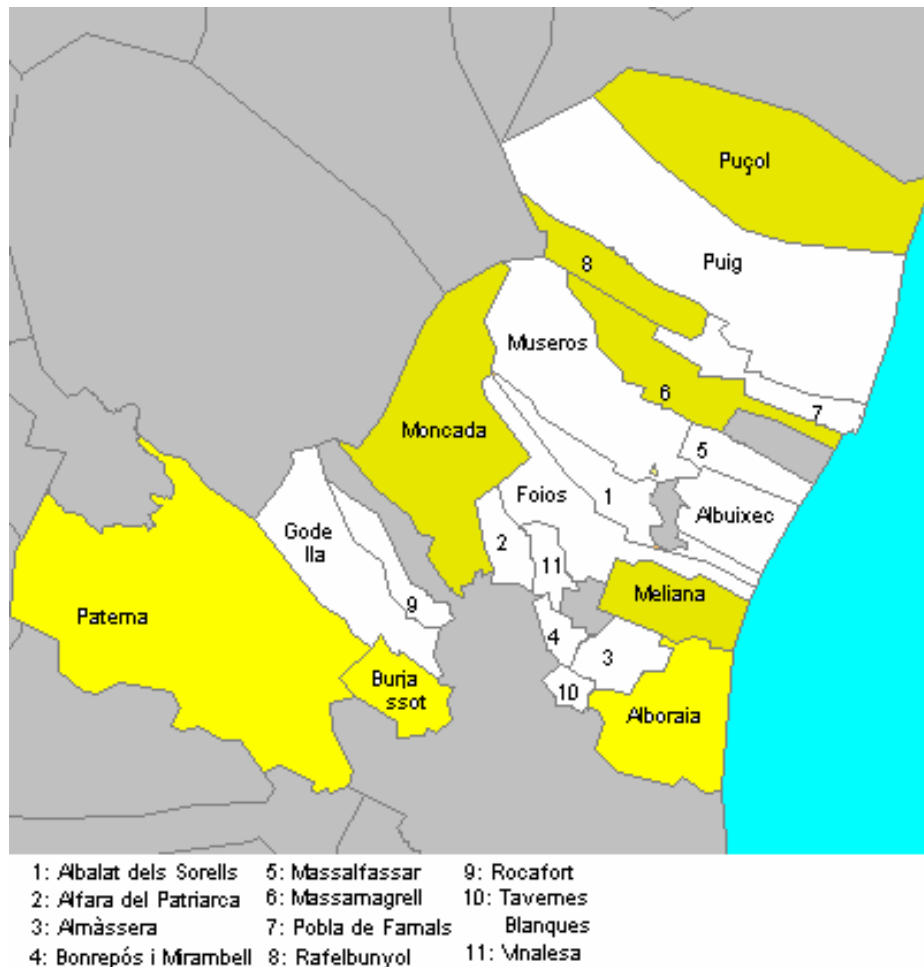 Puçol
Puig
8
Museros
6
7
Moncada
5
Foios
1
Albuixec
Gode
lla
2
11
9
Meliana
Paterna
4
3
Burja
ssot
10
Alboraia
1: Albalat dels Sorells
2: Alfara del Patriarca
3: Almàssera
4: Bonrepós i Mirambell
5: Massalfassar
6: Massamagrell
7: Pobla de Farnals
8: Rafelbunyol
9: Rocafort
10: Tavernes
Blanques
11: Vinalesa